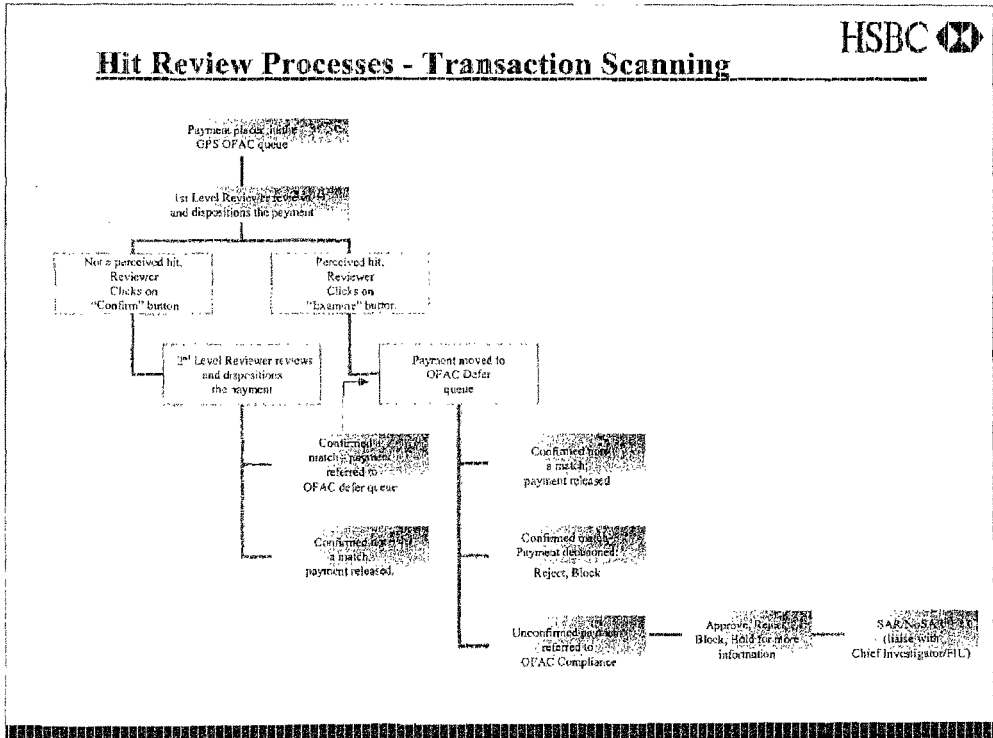 HSBC
Hit Review Processes - Transaction Scanning
Payment placed in the
GPS OFAC queue
1st Level Reviewer reviews
and dispositions the payment
Not a perceived hit,
Reviewer
Clicks on
"Confirm" button
Perceived hit,
Reviewer
Clicks on
"Examine" button
2nd Level Reviewer reviews
and dispositions
the payment
Payment moved to
OFAC Defer
queue
Confirmed
match - payment
referred to
OFAC defer queue
Confirmed not
a match,
payment released
Confirmed not
a match,
payment released.
Confirmed match
Payment
Reject, Block
Unconfirmed payment
referred to
OFAC Compliance
Approve, Reject,
Block, Hold for more
information
SAR/No SAR
(liaise with
Chief Investigator/FIU)